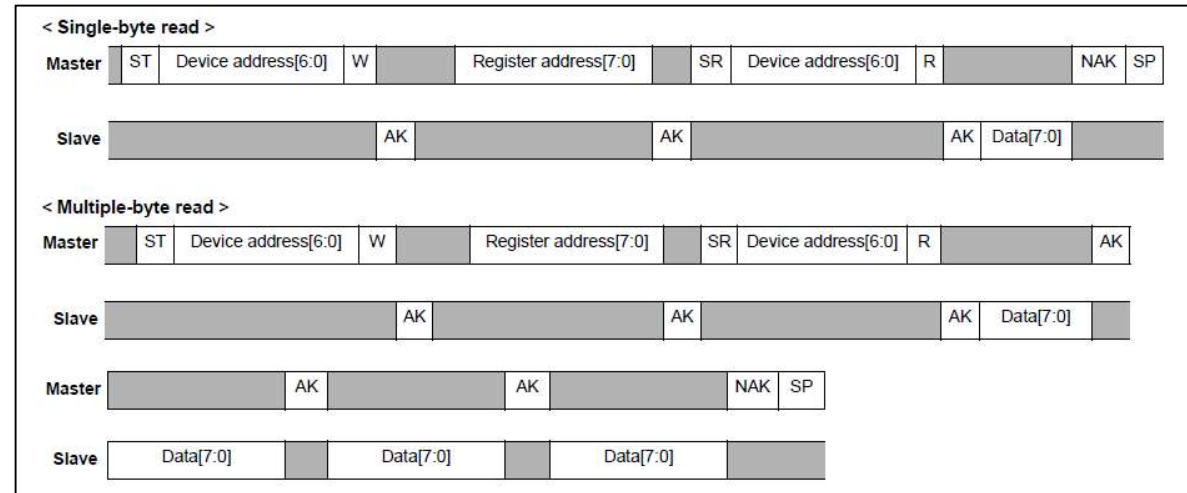 < Single-byte read >
Master ST Device address[6:0] W Register address[7:0] SR Device address[6:0] R NAK SP
Slave AK AK AK Data[7:0]
< Multiple-byte read >
Master ST Device address[6:0] W Register address[7:0] SR Device address[6:0] R AK
Slave AK AK AK Data[7:0]
Master AK AK NAK SP
Slave Data[7:0] Data[7:0] Data[7:0]